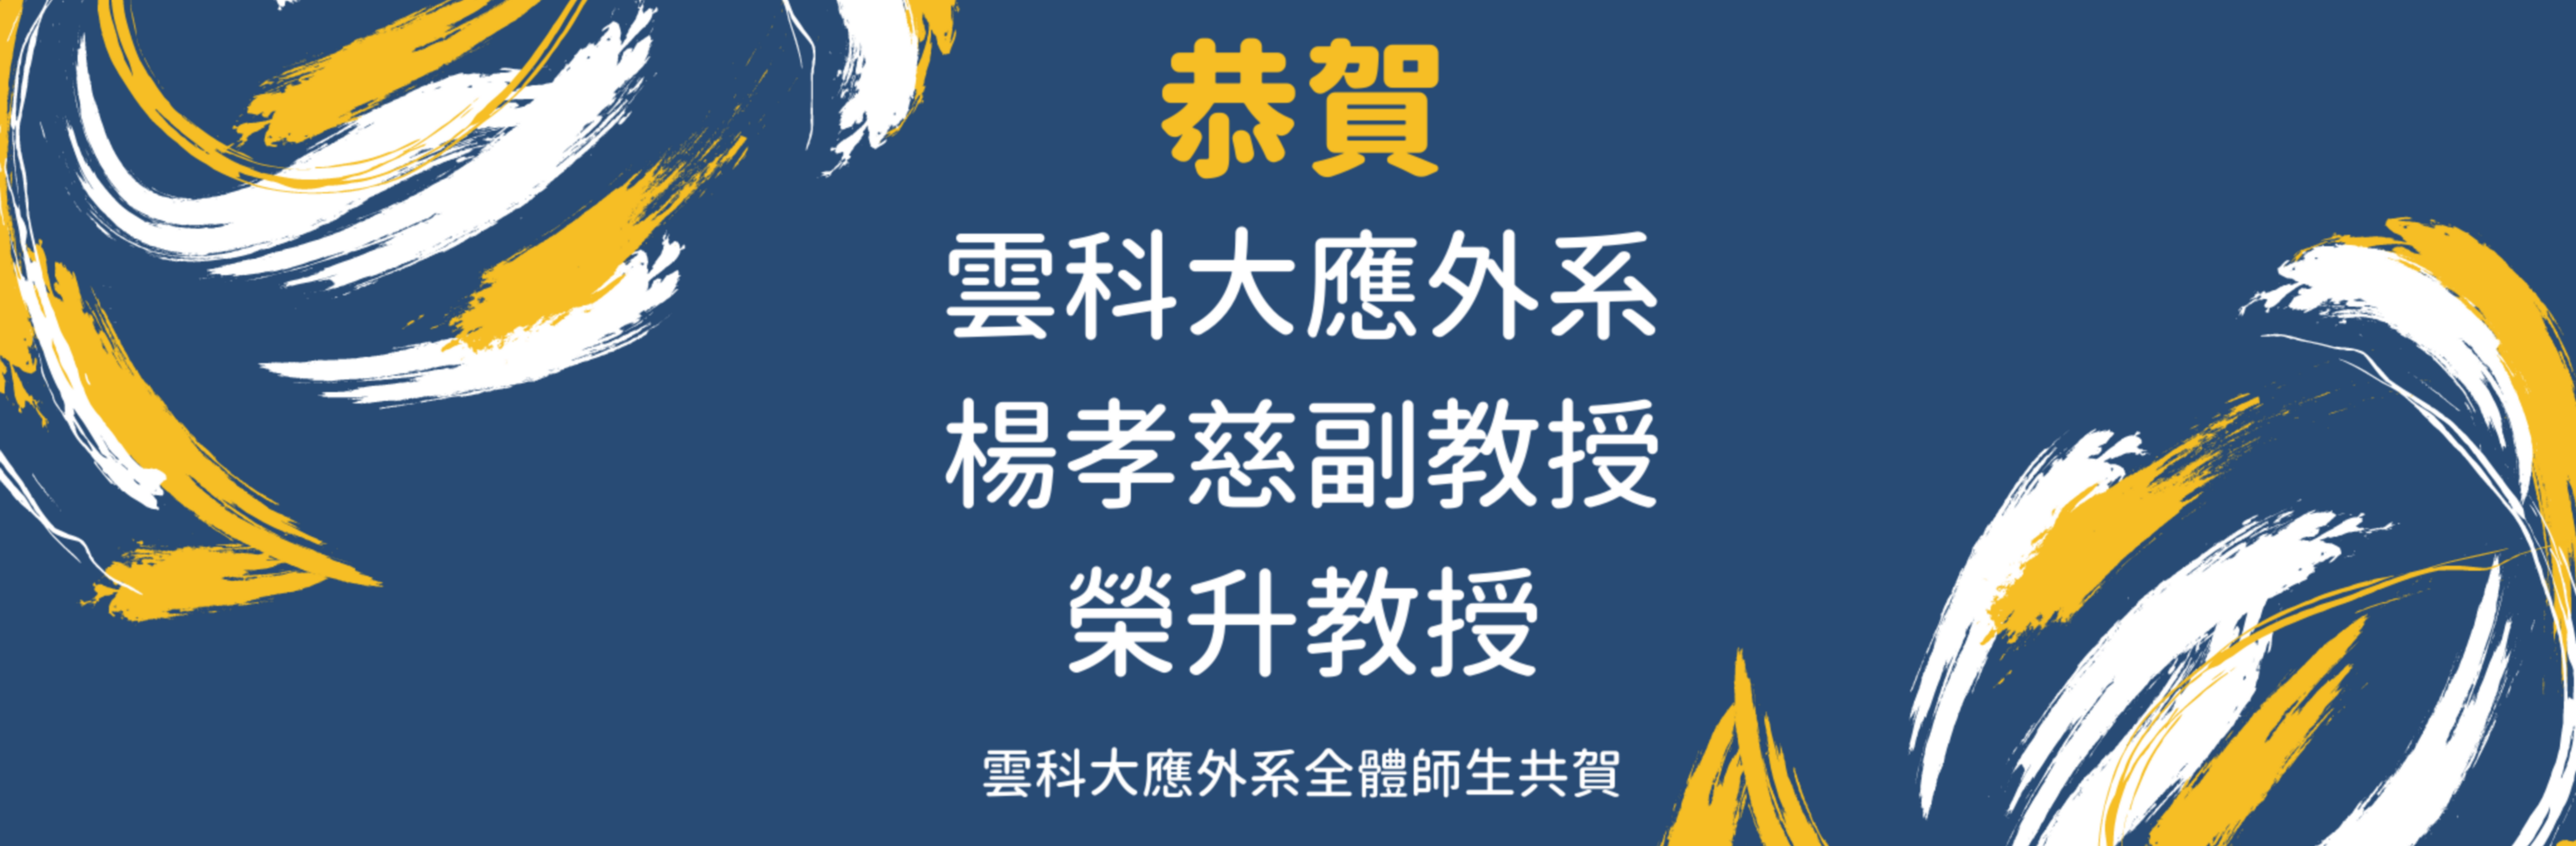 恭賀
雲科大應外系
楊孝慈副教授
榮升教授
雲科大應外系全體師生共賀